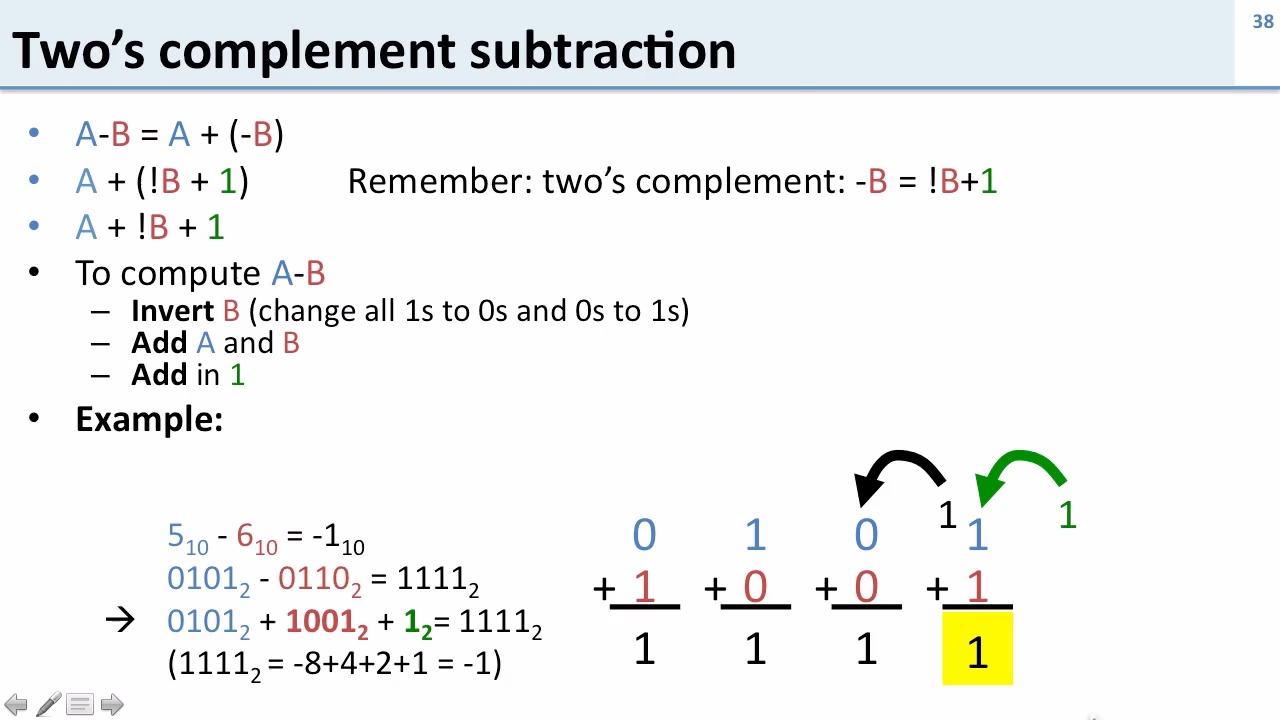 38
Two's complement subtraction
• A-B = A + (-B)
• A + (!B + 1) Remember: two's complement: -B = !B+1
• A + !B + 1
• To compute A-B
– Invert B (change all 1s to 0s and 0s to 1s)
– Add A and B
– Add in 1
• Example:
5₁₀ - 6₁₀ = -1₁₀
0101₂ - 0110₂ = 1111₂
→ 0101₂ + 1001₂ + 1₂= 1111₂
(1111₂ = -8+4+2+1 = -1)
1 1
0 1 0 1
+ 1 + 0 + 0 + 1
1 1 1 1